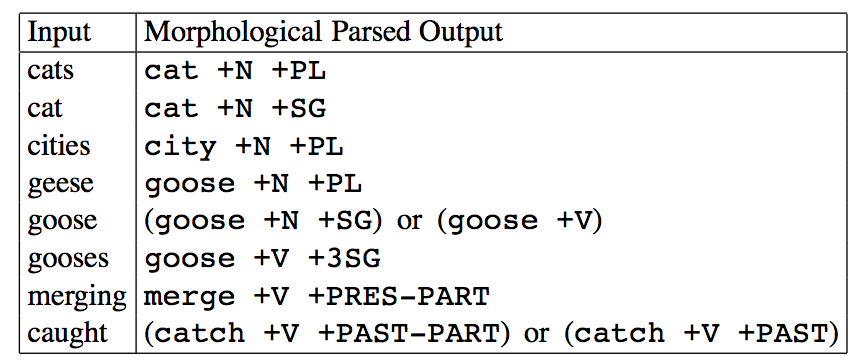 Input Morphological Parsed Output
cats cat +N +PL
cat cat +N +SG
cities city +N +PL
geese goose +N +PL
goose (goose +N +SG) or (goose +V)
gooses goose +V +3SG
merging merge +V +PRES-PART
caught (catch +V +PAST-PART) or (catch +V +PAST)